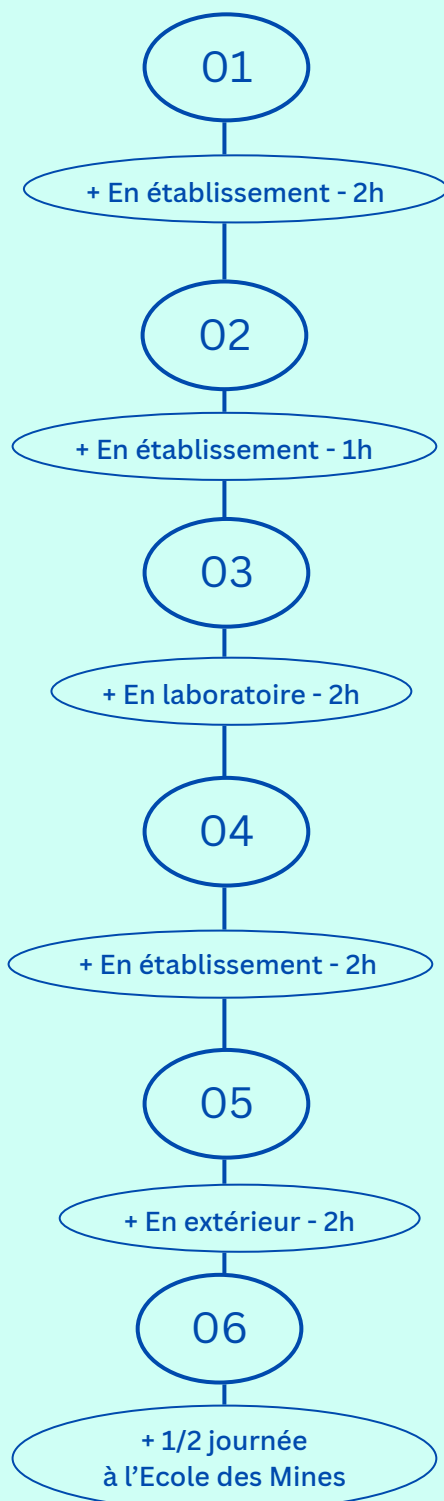 01
+ En établissement - 2h
02
+ En établissement - 1h
03
+ En laboratoire - 2h
04
+ En établissement - 2h
05
+ En extérieur - 2h
06
+ 1/2 journée
à l’Ecole des Mines